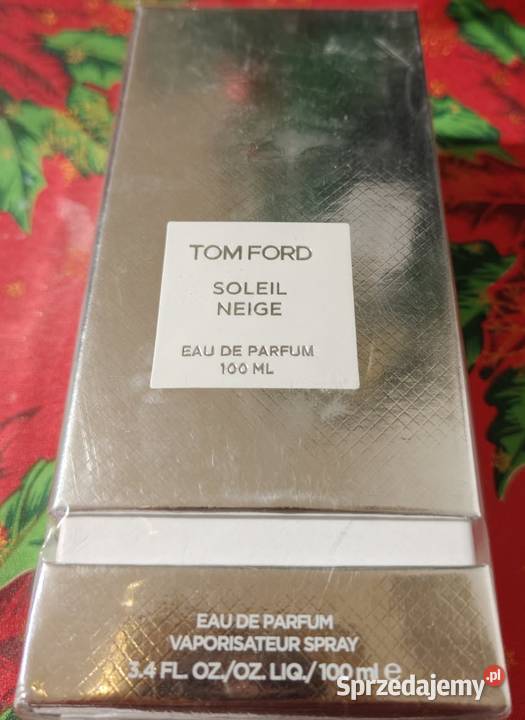 TOM FORD
SOLEIL
NEIGE
EAU DE PARFUM
100 ML
EAU DE PARFUM
VAPORISATEUR SPRAY
3.4 FL. OZ./OZ. LIQ./100 ml ℮
Sprzedajemy.pl